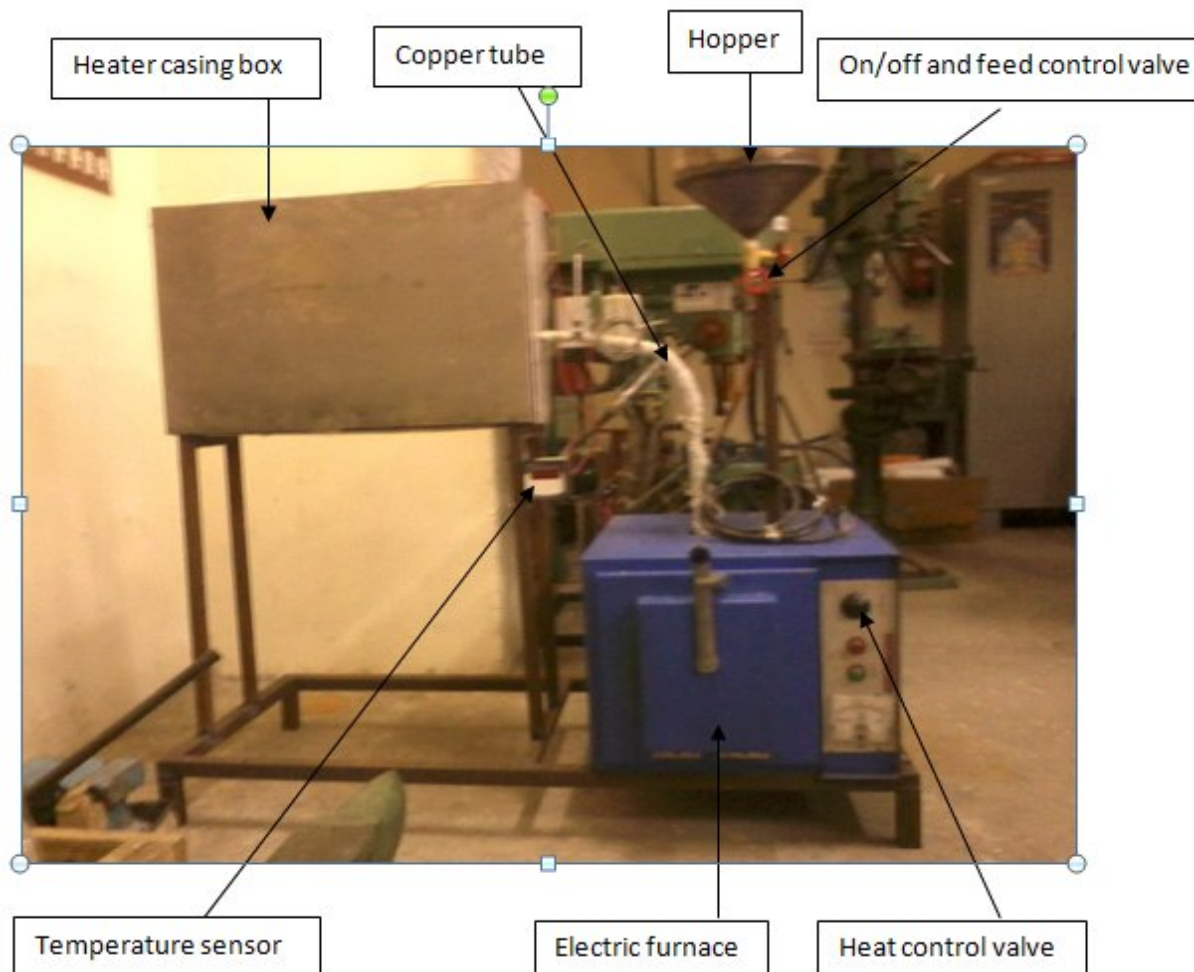 Heater casing box
Copper tube
Hopper
On/off and feed control valve
Temperature sensor
Electric furnace
Heat control valve